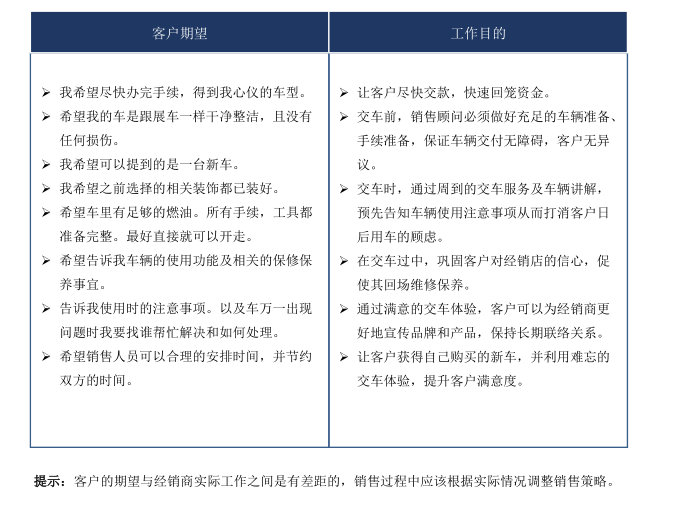 客户期望
工作目的
➢ 我希望尽快办完手续，得到我心仪的车型。
➢ 希望我的车是跟展车一样干净整洁，且没有
任何损伤。
➢ 我希望可以提到的是一台新车。
➢ 我希望之前选择的相关装饰都已装好。
➢ 希望车里有足够的燃油。所有手续，工具都
准备完整。最好直接就可以开走。
➢ 希望告诉我车辆的使用功能及相关的保修保
养事宜。
➢ 告诉我使用时的注意事项。以及车万一出现
问题时我要找谁帮忙解决和如何处理。
➢ 希望销售人员可以合理的安排时间，并节约
双方的时间。
➢ 让客户尽快交款，快速回笼资金。
➢ 交车前，销售顾问必须做好充足的车辆准备、
手续准备，保证车辆交付无障碍，客户无异
议。
➢ 交车时，通过周到的交车服务及车辆讲解，
预先告知车辆使用注意事项从而打消客户日
后用车的顾虑。
➢ 在交车过中，巩固客户对经销店的信心，促
使其回场维修保养。
➢ 通过满意的交车体验，客户可以为经销商更
好地宣传品牌和产品，保持长期联络关系。
➢ 让客户获得自己购买的新车，并利用难忘的
交车体验，提升客户满意度。
提示：客户的期望与经销商实际工作之间是有差距的，销售过程中应该根据实际情况调整销售策略。